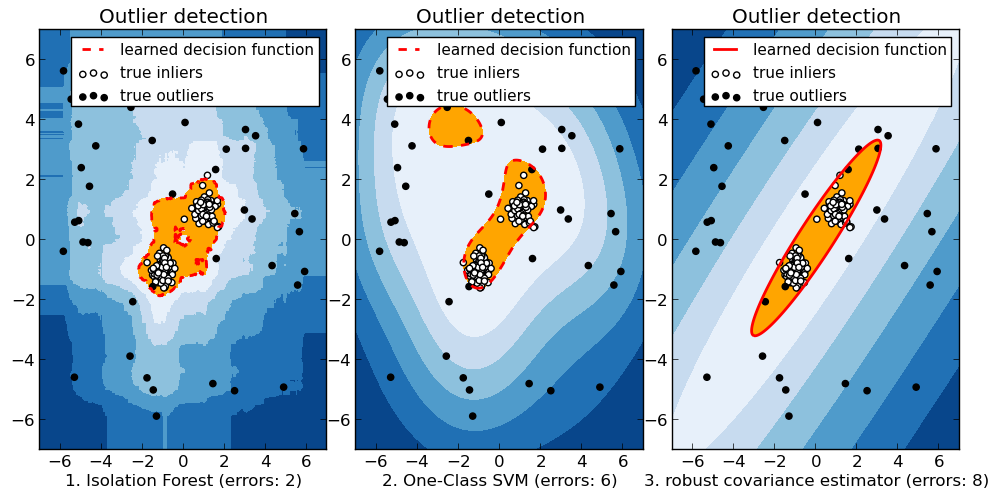 Outlier detection
learned decision function
true inliers
true outliers
6
4
2
0
−2
−4
−6
−6 −4 −2 0 2 4 6
1. Isolation Forest (errors: 2)
Outlier detection
learned decision function
true inliers
true outliers
6
4
2
0
−2
−4
−6
−6 −4 −2 0 2 4 6
2. One-Class SVM (errors: 6)
Outlier detection
learned decision function
true inliers
true outliers
6
4
2
0
−2
−4
−6
−6 −4 −2 0 2 4 6
3. robust covariance estimator (errors: 8)